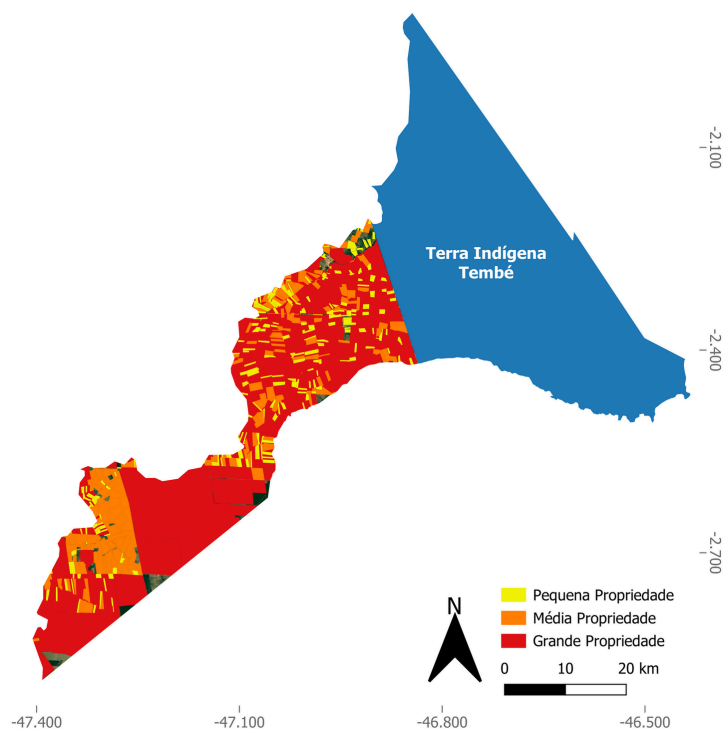 Terra Indígena
Tembé
-2.100
-2.400
-2.700
N
Pequena Propriedade
Média Propriedade
Grande Propriedade
0 10 20 km
-47.400 -47.100 -46.800 -46.500